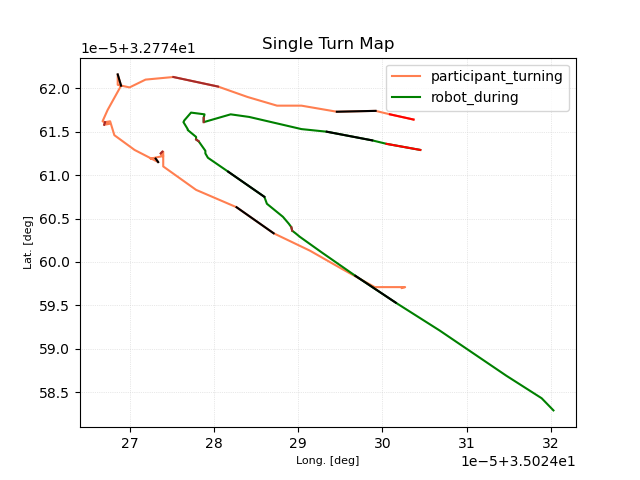 1e−5+3.2774e1
Single Turn Map
participant_turning
robot_during
62.0
61.5
61.0
60.5
60.0
59.5
59.0
58.5
Lat. [deg]
27 28 29 30 31 32
Long. [deg]
1e−5+3.5024e1